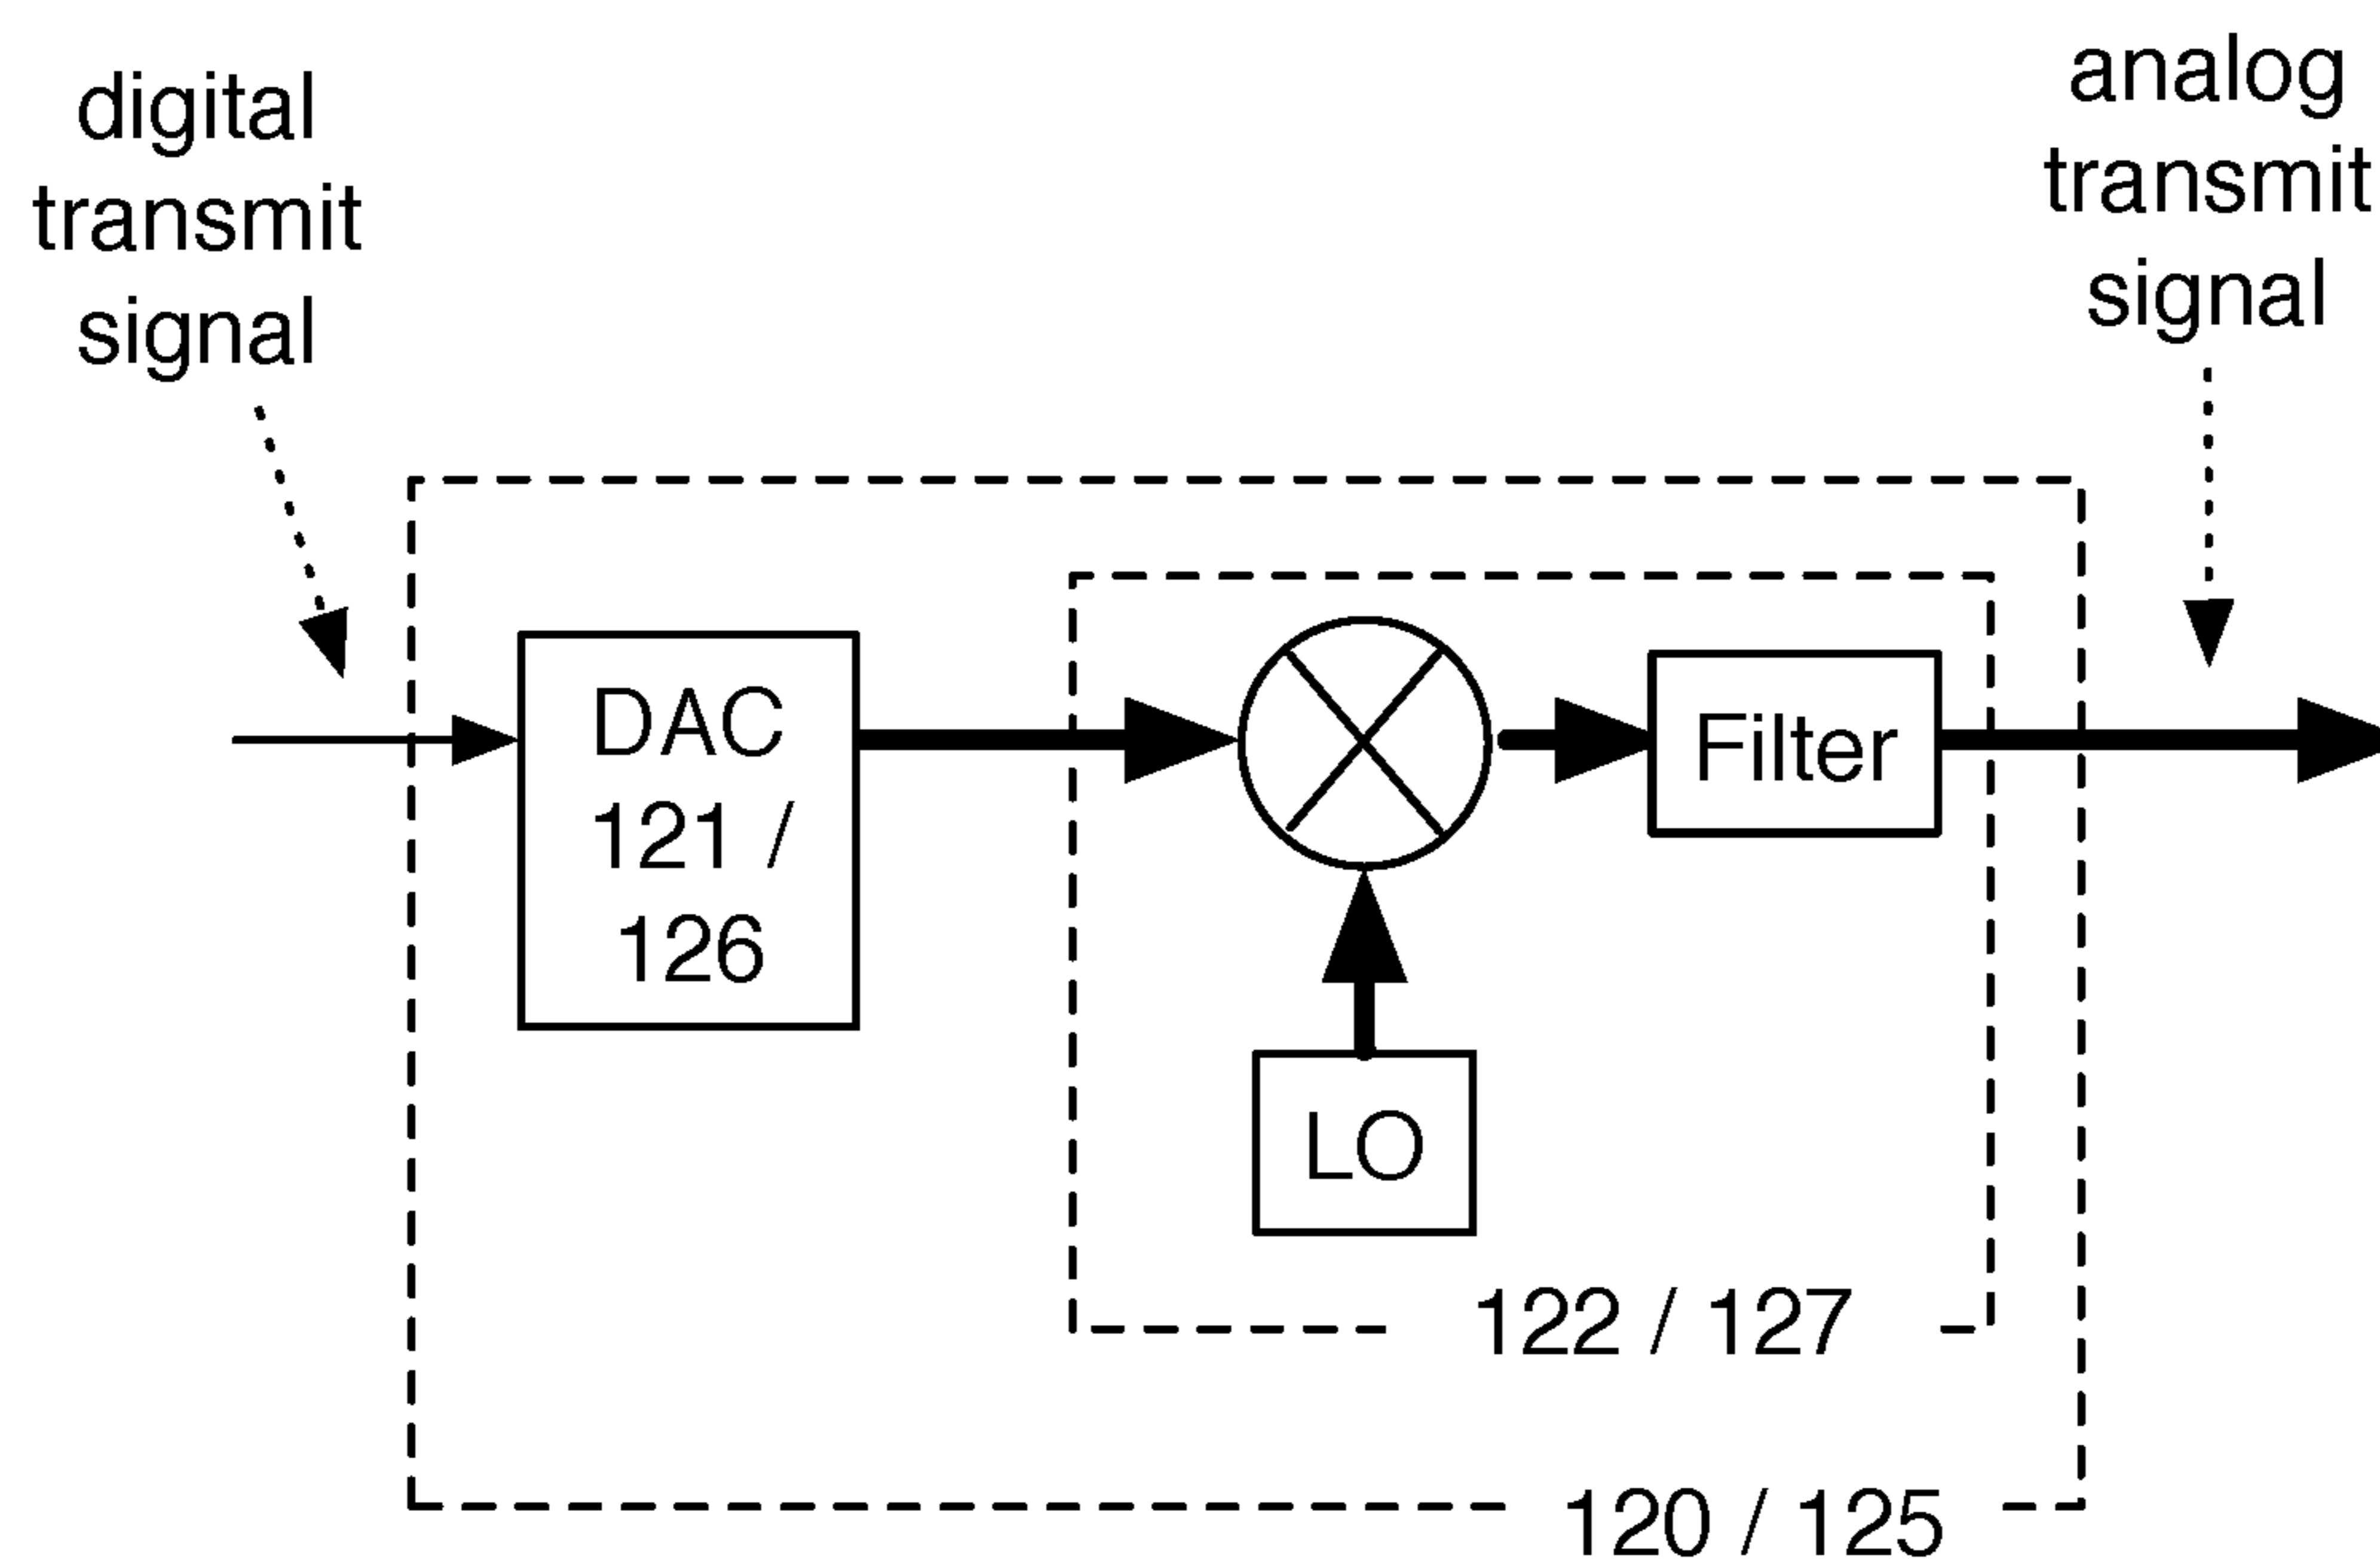 digital
transmit
signal
analog
transmit
signal
DAC
121 /
126
Filter
LO
122 / 127
120 / 125